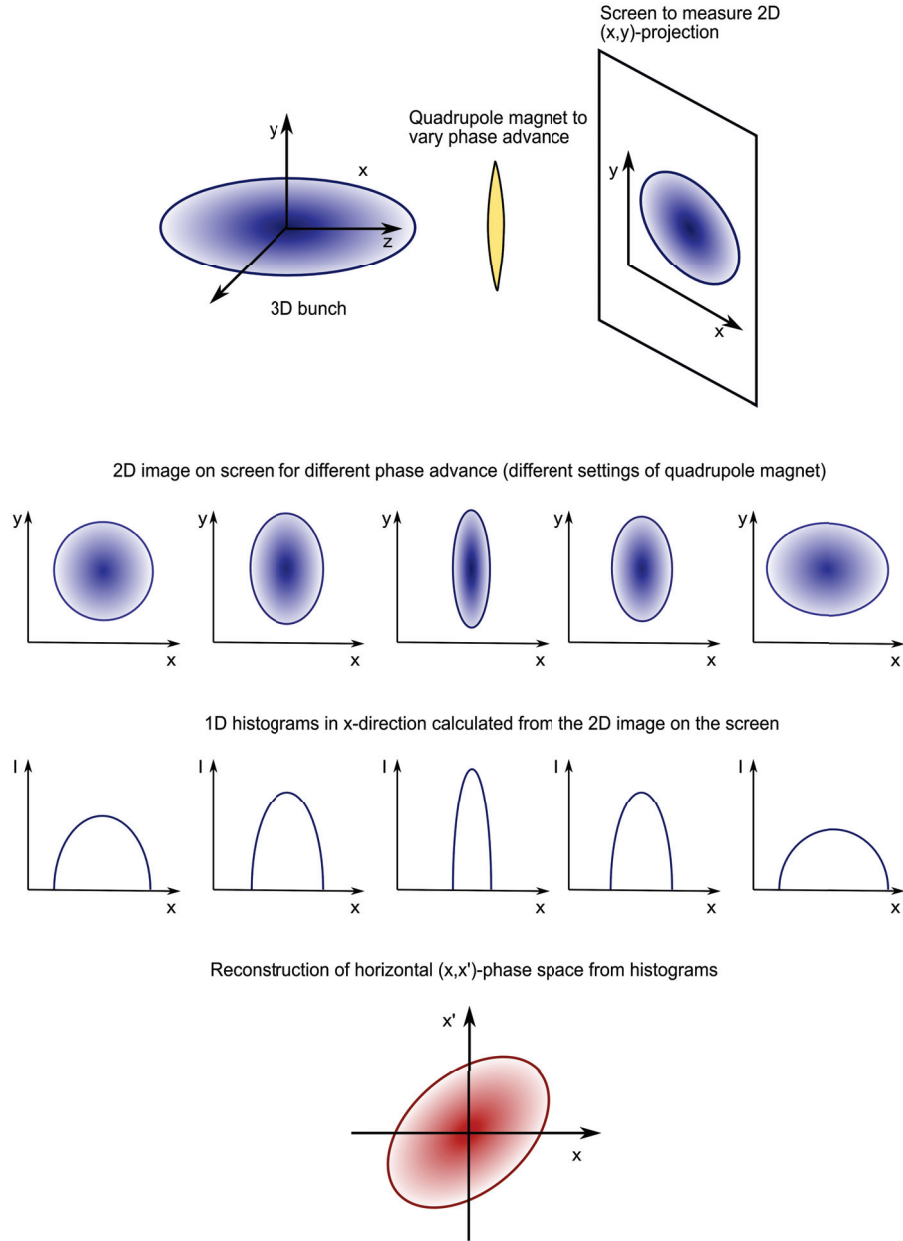 Screen to measure 2D
(x,y)-projection
Quadrupole magnet to
vary phase advance
y
x
z
3D bunch
y
x
2D image on screen for different phase advance (different settings of quadrupole magnet)
y
x
y
x
y
x
y
x
y
x
1D histograms in x-direction calculated from the 2D image on the screen
I
x
I
x
I
x
I
x
I
x
Reconstruction of horizontal (x,x')-phase space from histograms
x'
x